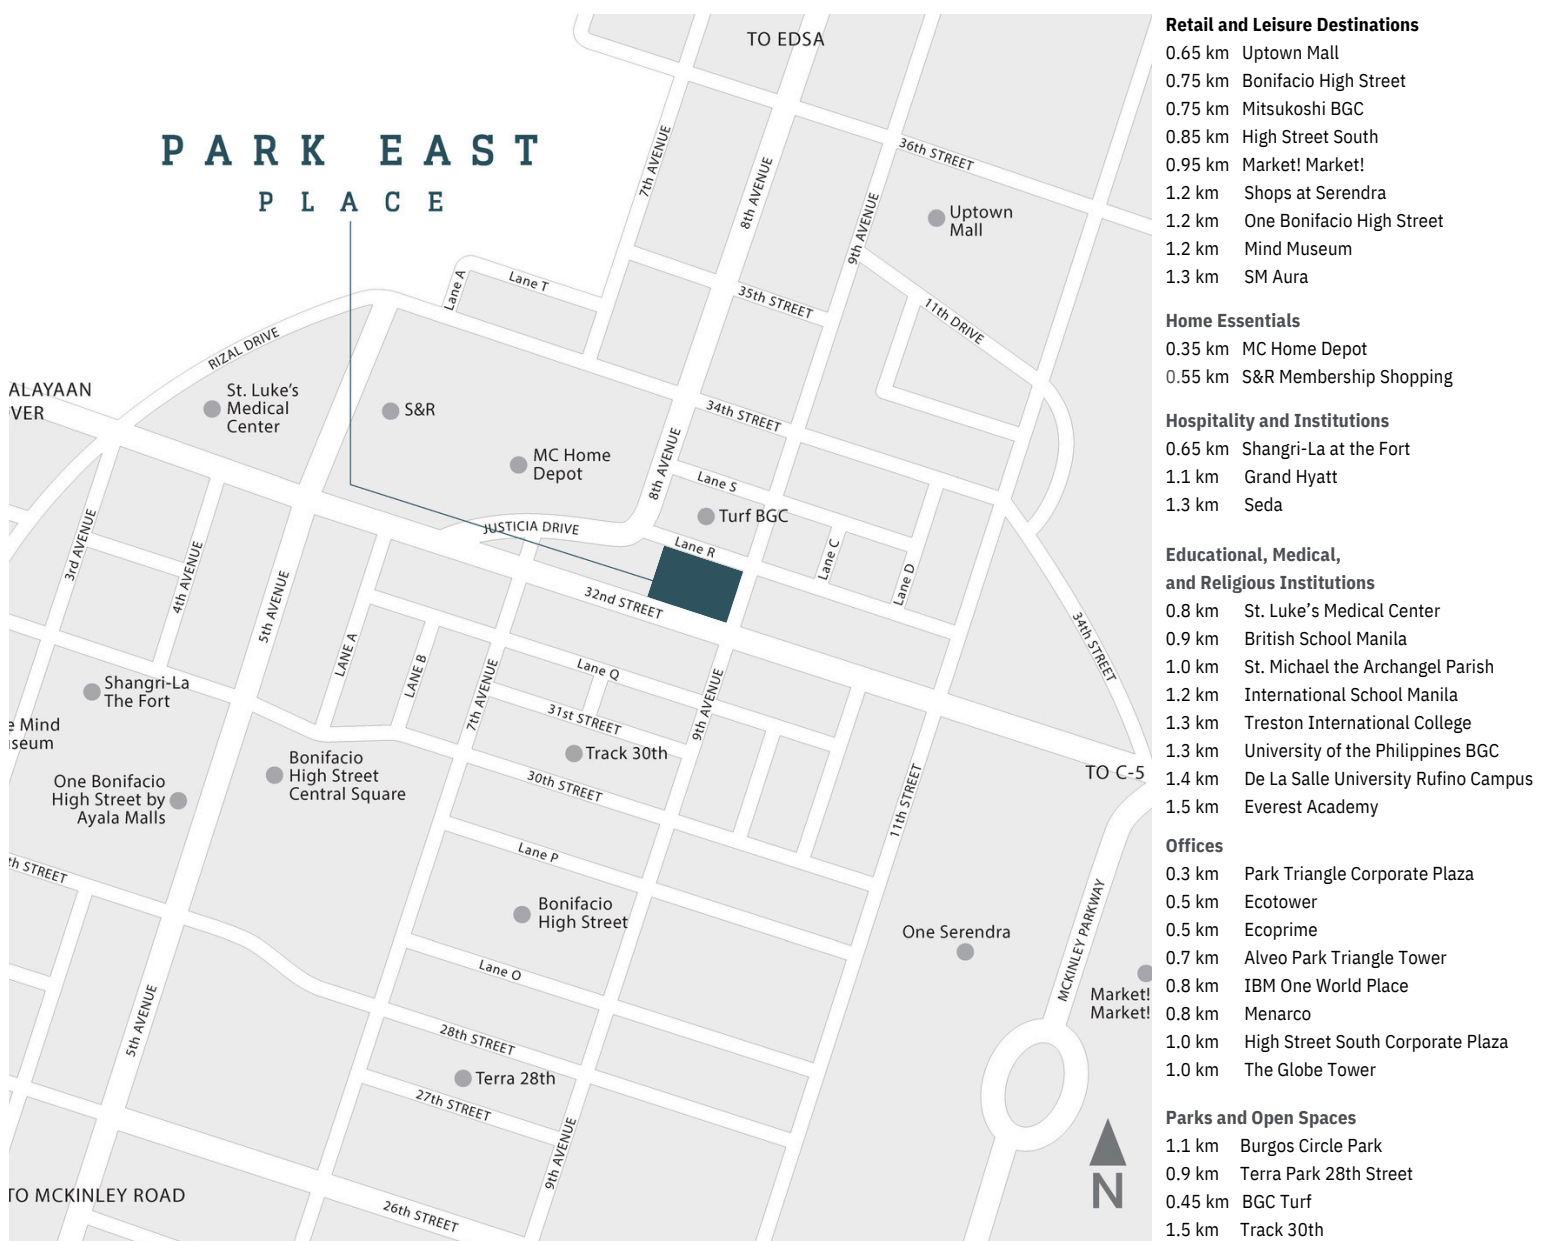 TO EDSA
PARK EAST
PLACE
7th AVENUE
8th AVENUE
9th AVENUE
36th STREET
Uptown
Mall
Lane A
Lane T
35th STREET
11th DRIVE
RIZAL DRIVE
ALAYAAN
VER
St. Luke's
Medical
Center
S&R
34th STREET
MC Home
Depot
8th AVENUE
Lane S
Turf BGC
JUSTICIA DRIVE
Lane R
Lane C
Lane D
3rd AVENUE
4th AVENUE
5th AVENUE
32nd STREET
34th STREET
LANE A
LANE B
7th AVENUE
Lane Q
9th AVENUE
Shangri-La
The Fort
31st STREET
e Mind
iseum
Track 30th
Bonifacio
High Street
Central Square
One Bonifacio
High Street by
Ayala Malls
30th STREET
TO C-5
11th STREET
Lane P
th STREET
Bonifacio
High Street
One Serendra
MCKINLEY PARKWAY
Lane O
Market!
Market!
5th AVENUE
28th STREET
Terra 28th
27th STREET
9th AVENUE
TO MCKINLEY ROAD
26th STREET
N
Retail and Leisure Destinations
0.65 km Uptown Mall
0.75 km Bonifacio High Street
0.75 km Mitsukoshi BGC
0.85 km High Street South
0.95 km Market! Market!
1.2 km Shops at Serendra
1.2 km One Bonifacio High Street
1.2 km Mind Museum
1.3 km SM Aura
Home Essentials
0.35 km MC Home Depot
0.55 km S&R Membership Shopping
Hospitality and Institutions
0.65 km Shangri-La at the Fort
1.1 km Grand Hyatt
1.3 km Seda
Educational, Medical,
and Religious Institutions
0.8 km St. Luke's Medical Center
0.9 km British School Manila
1.0 km St. Michael the Archangel Parish
1.2 km International School Manila
1.3 km Treston International College
1.3 km University of the Philippines BGC
1.4 km De La Salle University Rufino Campus
1.5 km Everest Academy
Offices
0.3 km Park Triangle Corporate Plaza
0.5 km Ecotower
0.5 km Ecoprime
0.7 km Alveo Park Triangle Tower
0.8 km IBM One World Place
0.8 km Menarco
1.0 km High Street South Corporate Plaza
1.0 km The Globe Tower
Parks and Open Spaces
1.1 km Burgos Circle Park
0.9 km Terra Park 28th Street
0.45 km BGC Turf
1.5 km Track 30th